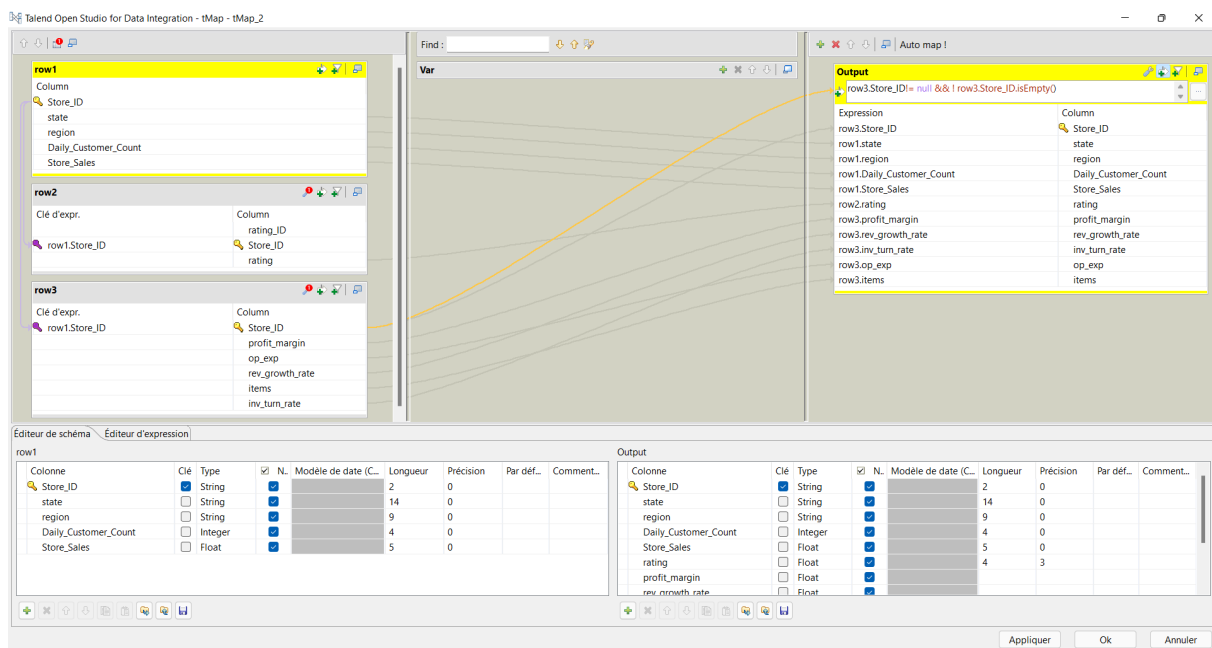 Talend Open Studio for Data Integration - tMap - tMap_2
Find :
Auto map !
row1
Column
Store_ID
state
region
Daily_Customer_Count
Store_Sales
row2
Clé d'expr. Column
rating_ID
row1.Store_ID Store_ID
rating
row3
Clé d'expr. Column
row1.Store_ID Store_ID
profit_margin
op_exp
rev_growth_rate
items
inv_turn_rate
Var
Output
row3.Store_ID!= null && ! row3.Store_ID.isEmpty()
...
Expression Column
row3.Store_ID Store_ID
row1.state state
row1.region region
row1.Daily_Customer_Count Daily_Customer_Count
row1.Store_Sales Store_Sales
row2.rating rating
row3.profit_margin profit_margin
row3.rev_growth_rate rev_growth_rate
row3.inv_turn_rate inv_turn_rate
row3.op_exp op_exp
row3.items items
Éditeur de schéma Éditeur d'expression
row1
Colonne Clé Type N.. Modèle de date (C... Longueur Précision Par déf... Comment...
Store_ID String 2 0
state String 14 0
region String 9 0
Daily_Customer_Count Integer 4 0
Store_Sales Float 5 0
Output
Colonne Clé Type N.. Modèle de date (C... Longueur Précision Par déf... Comment...
Store_ID String 2 0
state String 14 0
region String 9 0
Daily_Customer_Count Integer 4 0
Store_Sales Float 5 0
rating Float 4 3
profit_margin Float
rev_growth_rate Float
Appliquer Ok Annuler